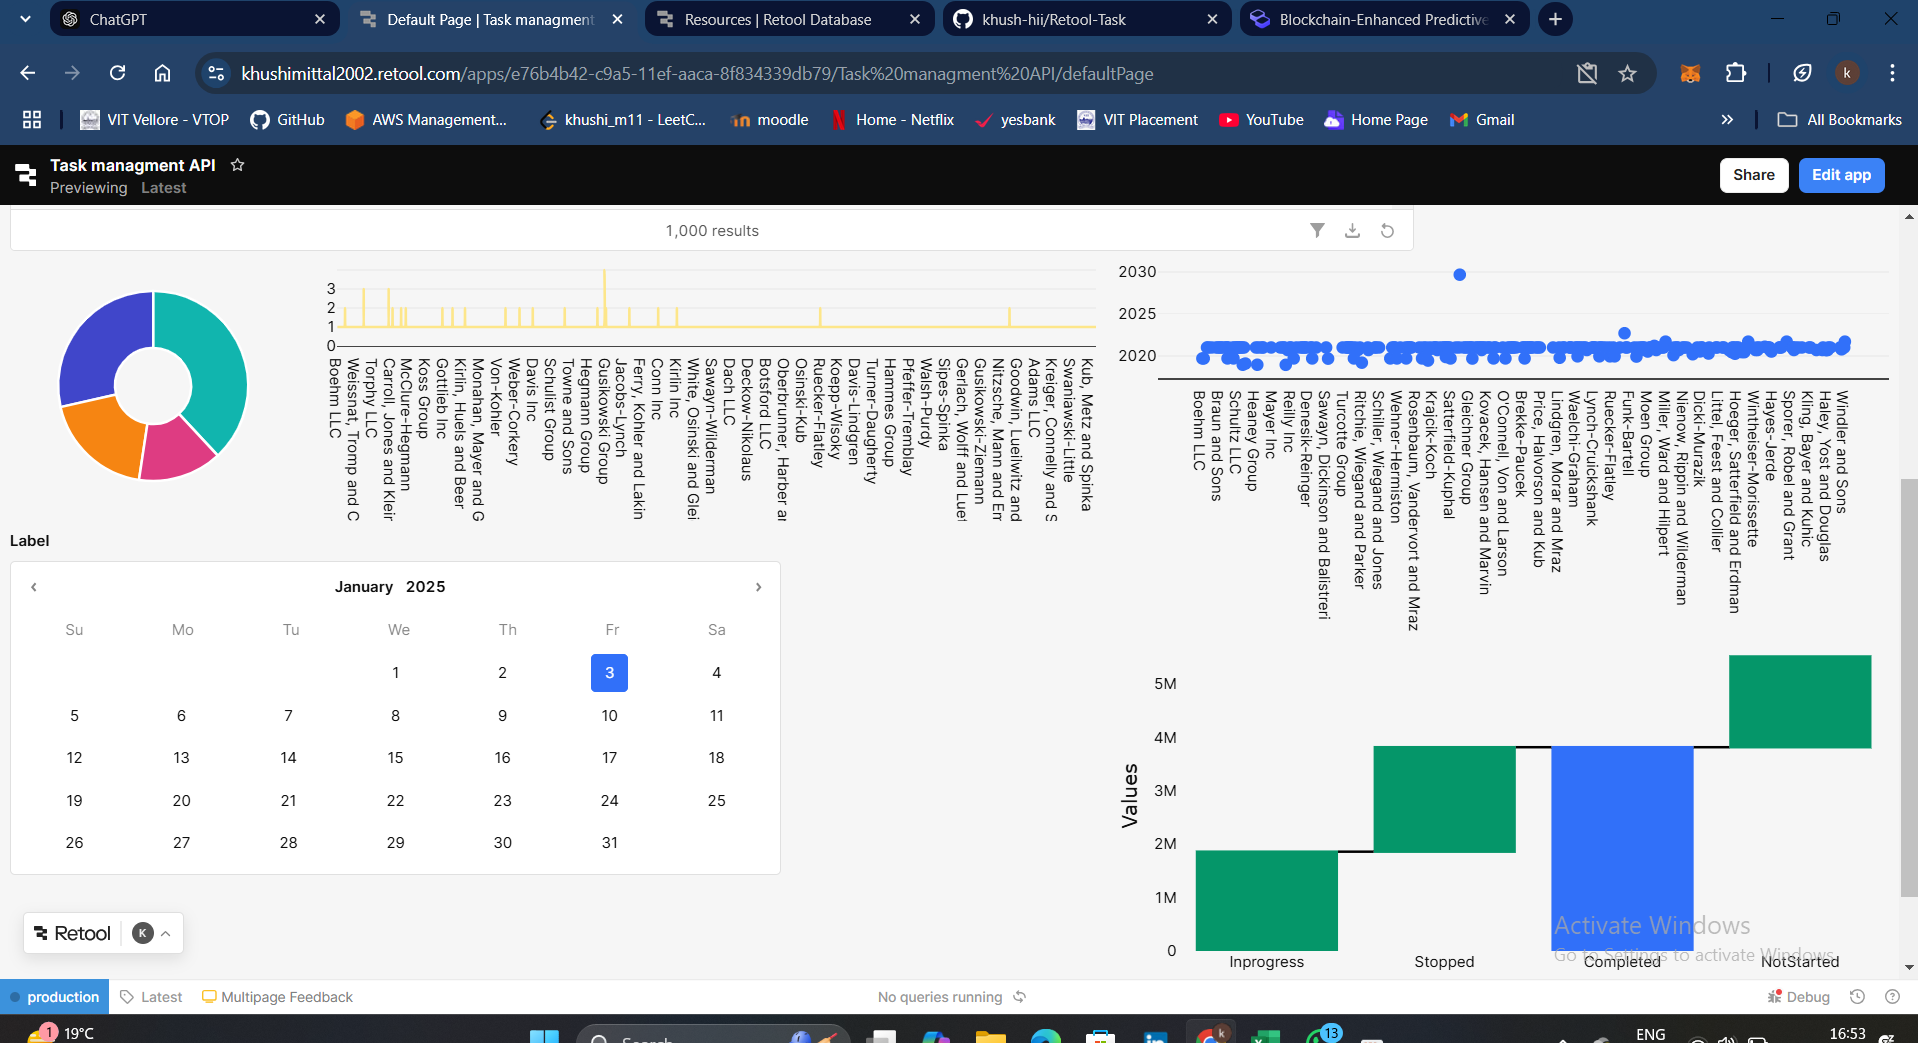 ChatGPT
Default Page | Task managment
Resources | Retool Database
khush-hii/Retool-Task
Blockchain-Enhanced Predictive
khushimittal2002.retool.com/apps/e76b4b42-c9a5-11ef-aaca-8f834339db79/Task%20managment%20API/defaultPage
k
VIT Vellore - VTOP
GitHub
AWS Management...
khushi_m11 - LeetC...
moodle
Home - Netflix
yesbank
VIT Placement
YouTube
Home Page
Gmail
All Bookmarks
Task managment API
Previewing Latest
Share
Edit app
1,000 results
3
2
1
0
Boehm LLC
Weissnat, Tromp and C
Torphy LLC
Carroll, Jones and Kleir
McClure-Hegmann
Koss Group
Gottlieb Inc
Kirlin, Huels and Beer
Monahan, Mayer and G
Von-Kohler
Weber-Corkery
Davis Inc
Schulist Group
Towne and Sons
Hegmann Group
Gusikowski Group
Jacobs-Lynch
Ferry, Kohler and Lakin
Conn Inc
Kirlin Inc
White, Osinski and Glei
Sawayn-Wilderman
Dach LLC
Deckow-Nikolaus
Botsford LLC
Oberbrunner, Harber ar
Osinski-Kub
Ruecker-Flatley
Koepp-Wisoky
Davis-Lindgren
Turner-Daugherty
Hammes Group
Pfeffer-Tremblay
Walsh-Purdy
Sipes-Spinka
Gerlach, Wolff and Luet
Gusikowski-Ziemann
Nitzsche, Mann and Em
Goodwin, Lueilwitz and
Adams LLC
Kreiger, Connelly and S
Swaniawski-Little
Kub, Metz and Spinka
2030
2025
2020
Boehm LLC
Braun and Sons
Schultz LLC
Heaney Group
Mayer Inc
Reilly Inc
Denesik-Reinger
Sawayn, Dickinson and Balistreri
Turcotte Group
Ritchie, Wiegand and Parker
Schiller, Wiegand and Jones
Wehner-Hermiston
Rosenbaum, Vandervort and Mraz
Krajcik-Koch
Satterfield-Kuphal
Gleichner Group
Kovacek, Hansen and Marvin
O'Connell, Von and Larson
Brekke-Paucek
Price, Halvorson and Kub
Lindgren, Morar and Mraz
Waelchi-Graham
Lynch-Cruickshank
Ruecker-Flatley
Funk-Bartell
Moen Group
Miller, Ward and Hilpert
Nienow, Rippin and Wilderman
Dicki-Murazik
Littel, Feest and Collier
Hoeger, Satterfield and Erdman
Wintheiser-Morissette
Hayes-Jerde
Sporer, Robel and Grant
Kling, Bayer and Kuhic
Haley, Yost and Douglas
Windler and Sons
Label
January 2025
Su Mo Tu We Th Fr Sa
1 2 3 4
5 6 7 8 9 10 11
12 13 14 15 16 17 18
19 20 21 22 23 24 25
26 27 28 29 30 31
Values
5M
4M
3M
2M
1M
0
Inprogress
Stopped
Completed
NotStarted
Activate Windows
Go to Settings to activate Windows.
Retool
K
production
Latest
Multipage Feedback
No queries running
Debug
1
19°C
Search
k
13
ENG
16:53